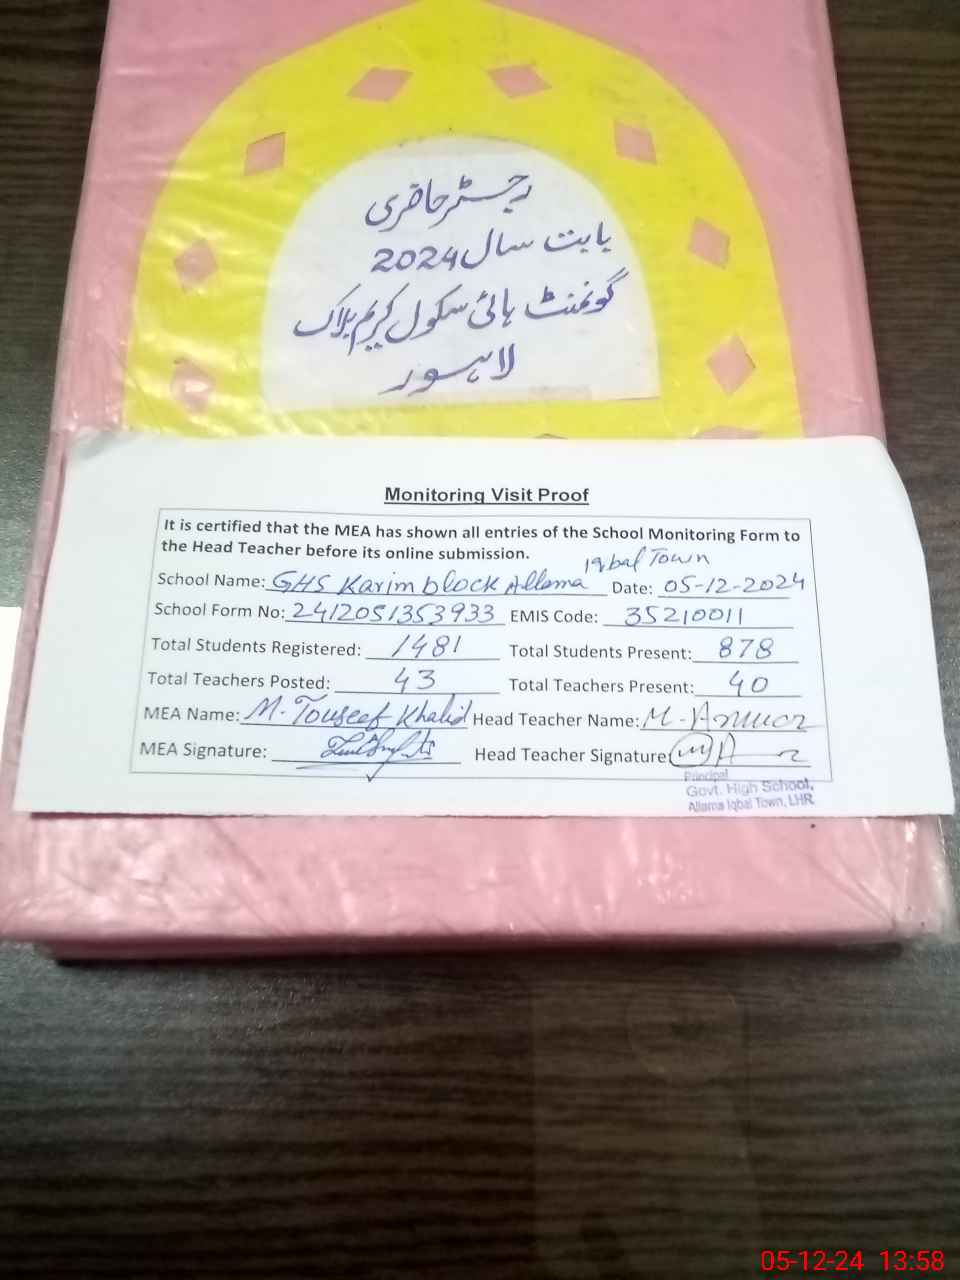 رجسٹر حاضری
بابت سال 2024
گونمنٹ ہائی سکول کریم بلاک
لاہور
Monitoring Visit Proof
It is certified that the MEA has shown all entries of the School Monitoring Form to
the Head Teacher before its online submission.
Iqbal Town
School Name: GHS Karim block Allama Date: 05-12-2024
School Form No: 2412051353933 EMIS Code: 35210011
Total Students Registered: 1481 Total Students Present: 878
Total Teachers Posted: 43 Total Teachers Present: 40
MEA Name: M. Touseef Khalid Head Teacher Name: M. Anwar
MEA Signature: Head Teacher Signature:
Principal
Govt. High School,
Allama Iqbal Town, LHR
05-12-24 13:58